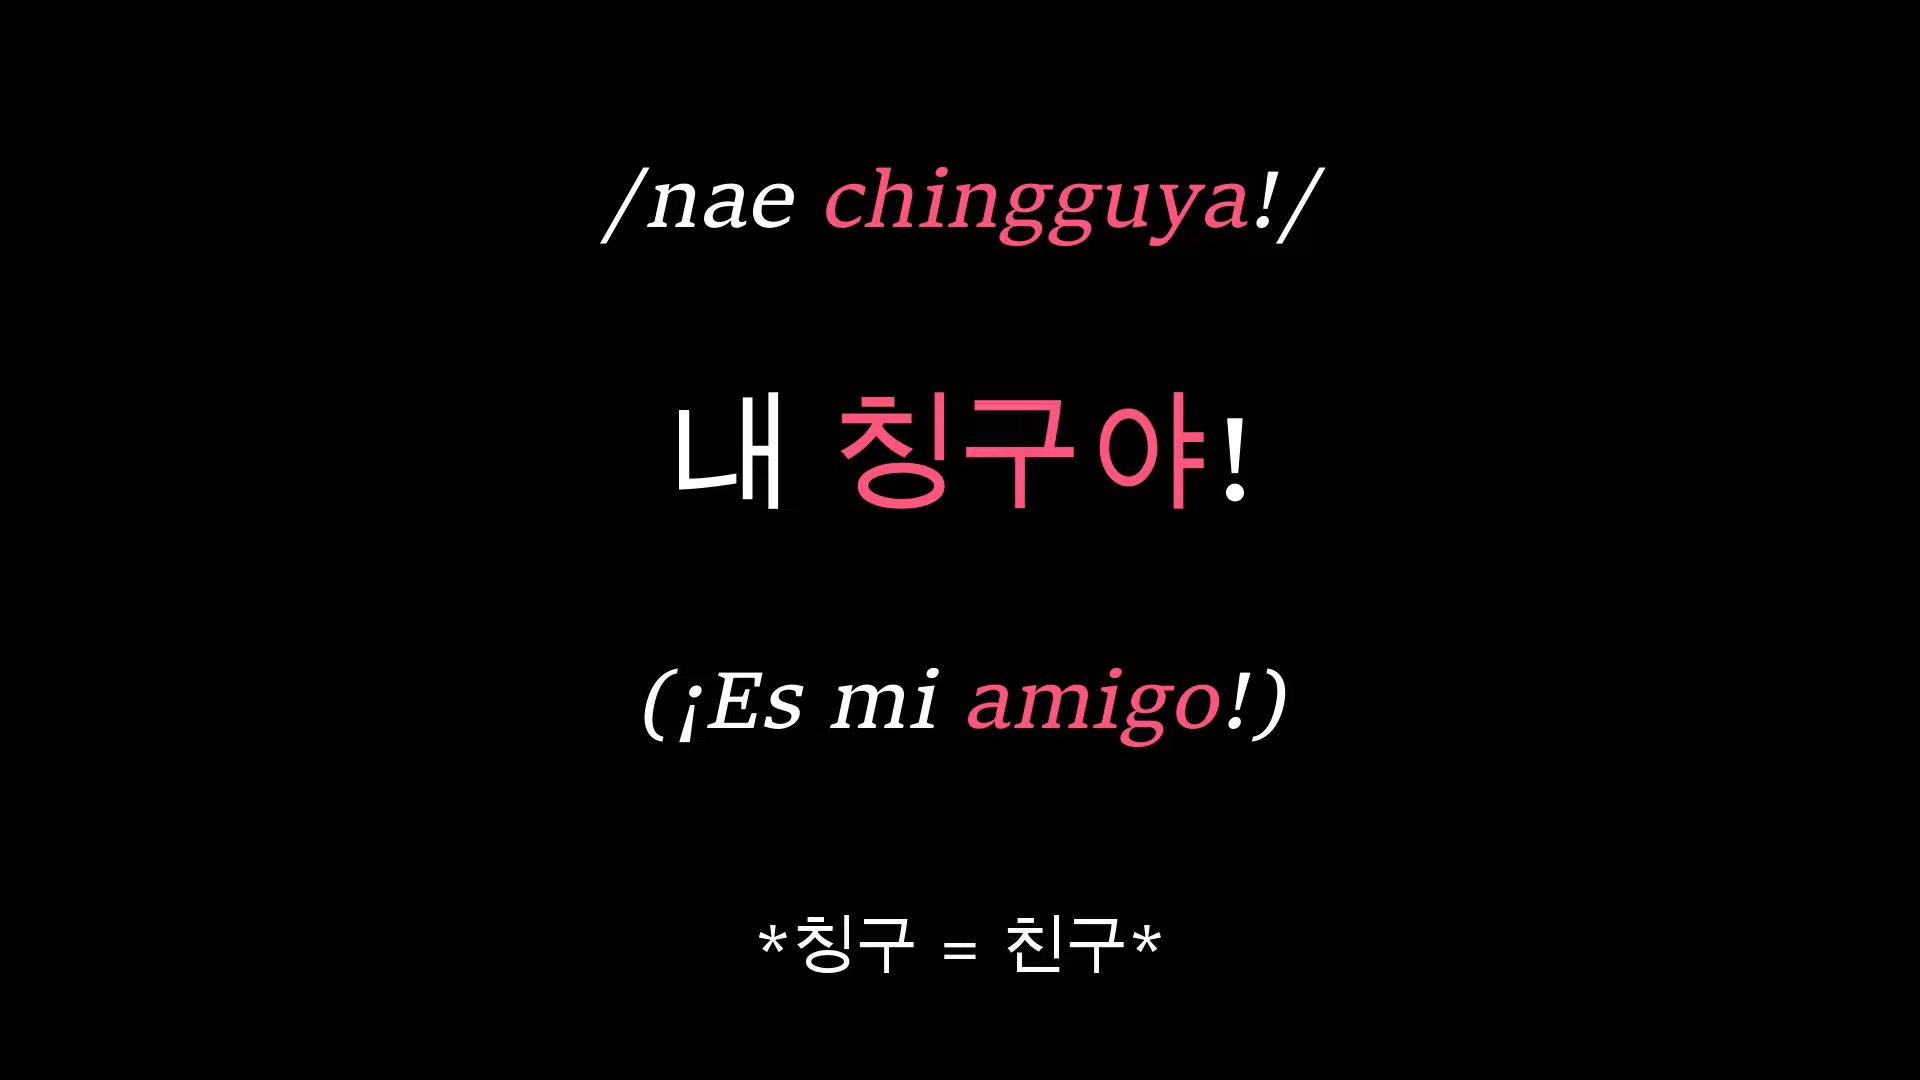 /nae chingguya!/
내 칭구야!
(¡Es mi amigo!)
*칭구 = 친구*